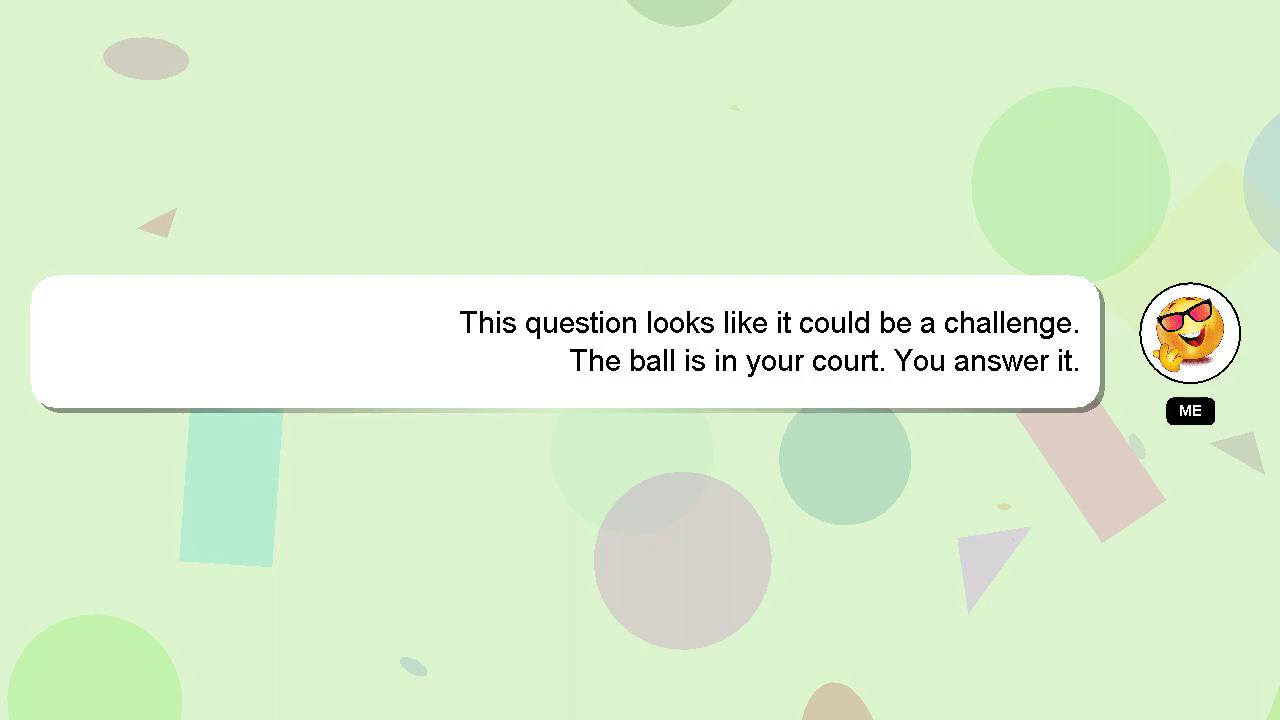 This question looks like it could be a challenge.
The ball is in your court. You answer it.
ME